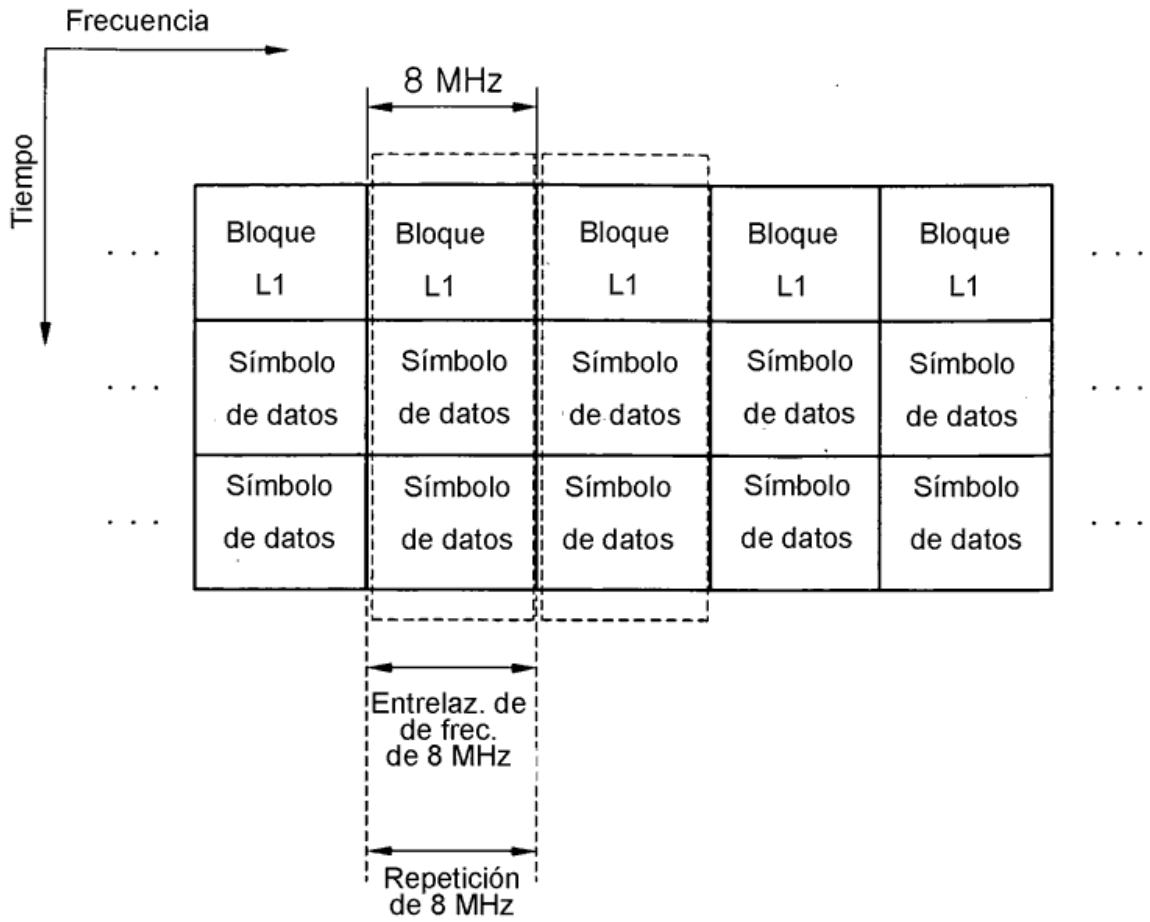 Frecuencia
8 MHz
Tiempo
Bloque Bloque Bloque Bloque Bloque
. . . L1 L1 L1 L1 L1 . . .
Símbolo Símbolo Símbolo Símbolo Símbolo
. . . de datos de datos de datos de datos de datos . . .
Símbolo Símbolo Símbolo Símbolo Símbolo
. . . de datos de datos de datos de datos de datos . . .
Entrelaz. de
de frec.
de 8 MHz
Repetición
de 8 MHz